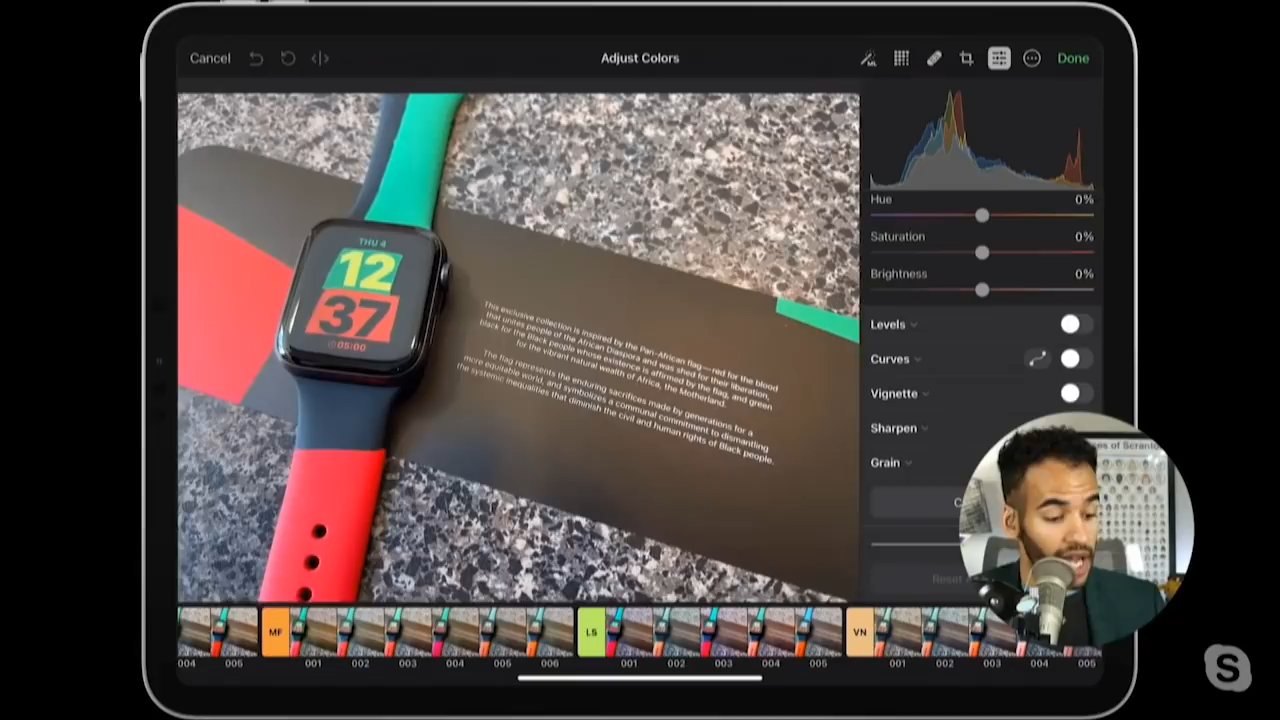 Cancel
Adjust Colors
ML
Done
Hue 0%
Saturation 0%
Brightness 0%
Levels
Curves
Vignette
Sharpen
Grain
THU 4
12
37
05:00
This exclusive collection is inspired by the Pan-African flag—red for the blood
that unites people of the African Diaspora and was shed for their liberation,
black for the Black people whose existence is affirmed by the flag, and green
for the vibrant natural wealth of Africa, the Motherland.
The flag represents the enduring sacrifices made by generations for a
more equitable world, and symbolizes a communal commitment to dismantling
the systemic inequalities that diminish the civil and human rights of Black people.
Reset
MF
LS
VN
004 005 001 002 003 004 005 006 001 002 003 004 005 001 002 003 004 005
es of Scranto
S